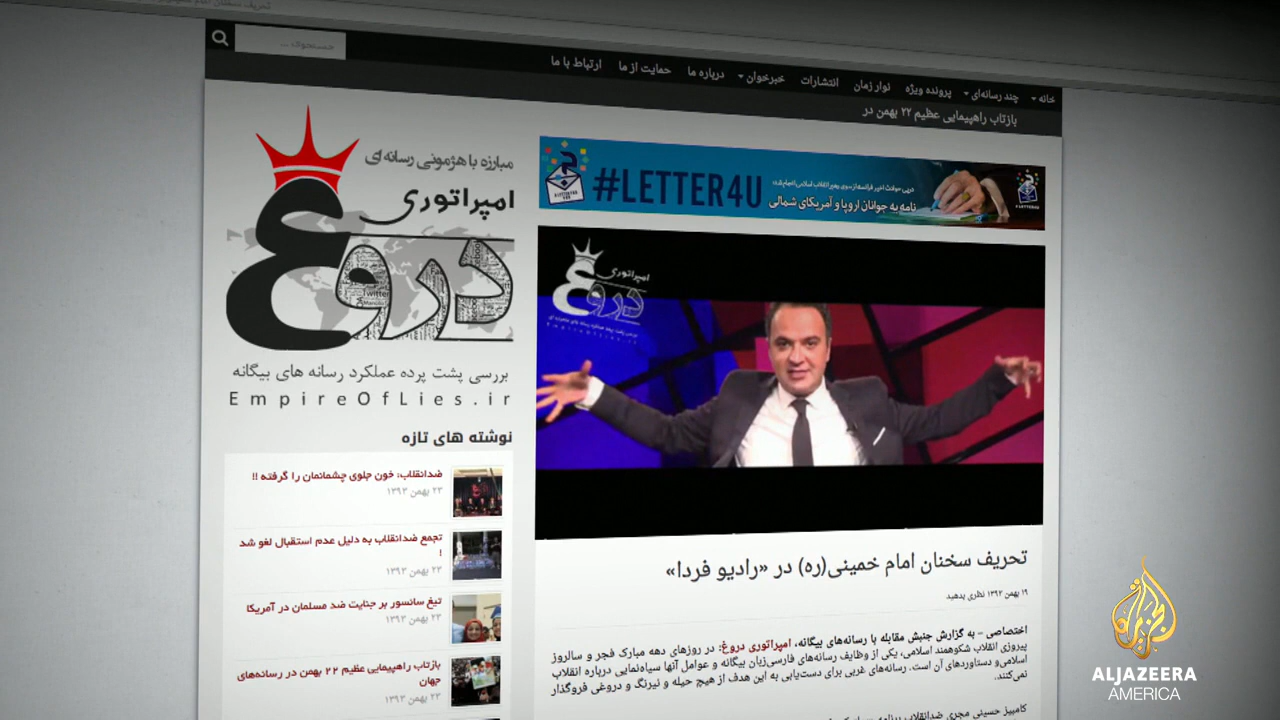 جستجوی ...
خانه
چند رسانه‌ای
پرونده ویژه
نوار زمان
انتشارات
خبرخوان
درباره ما
حمایت از ما
ارتباط با ما
بازتاب راهپیمایی عظیم ۲۲ بهمن در
مبارزه با هژمونی رسانه ای
امپراتوری
دروغ
بررسی پشت پرده عملکرد رسانه های بیگانه
EmpireOfLies.ir
نوشته های تازه
ضدانقلاب: خون جلوی چشمانمان را گرفته !!
۲۳ بهمن ۱۳۹۳
تجمع ضدانقلاب به دلیل عدم استقبال لغو شد
!
۲۳ بهمن ۱۳۹۳
تیغ سانسور بر جنایت ضد مسلمان در آمریکا
۲۳ بهمن ۱۳۹۳
بازتاب راهپیمایی عظیم ۲۲ بهمن در رسانه‌های
جهان
۲۳ بهمن ۱۳۹۳
#LETTER4U
نامه به جوانان اروپا و آمریکای شمالی
امپراتوری
دروغ
تحریف سخنان امام خمینی(ره) در «رادیو فردا»
۱۹ بهمن ۱۳۹۳ نظری بدهید
اختصاصی – به گزارش جنبش مقابله با رسانه‌های بیگانه، امپراتوری دروغ: در روزهای دهه مبارک فجر و سالروز
پیروزی انقلاب شکوهمند اسلامی، یکی از وظایف رسانه‌های فارسی‌زبان بیگانه و عوامل آنها سیاه‌نمایی درباره انقلاب
اسلامی و دستاوردهای آن است. رسانه‌های غربی برای دست‌یابی به این هدف از هیچ حیله و نیرنگ و دروغی فروگذار
نمی‌کنند.
کامبیز حسینی مجری ضدانقلاب
ALJAZEERA
AMERICA